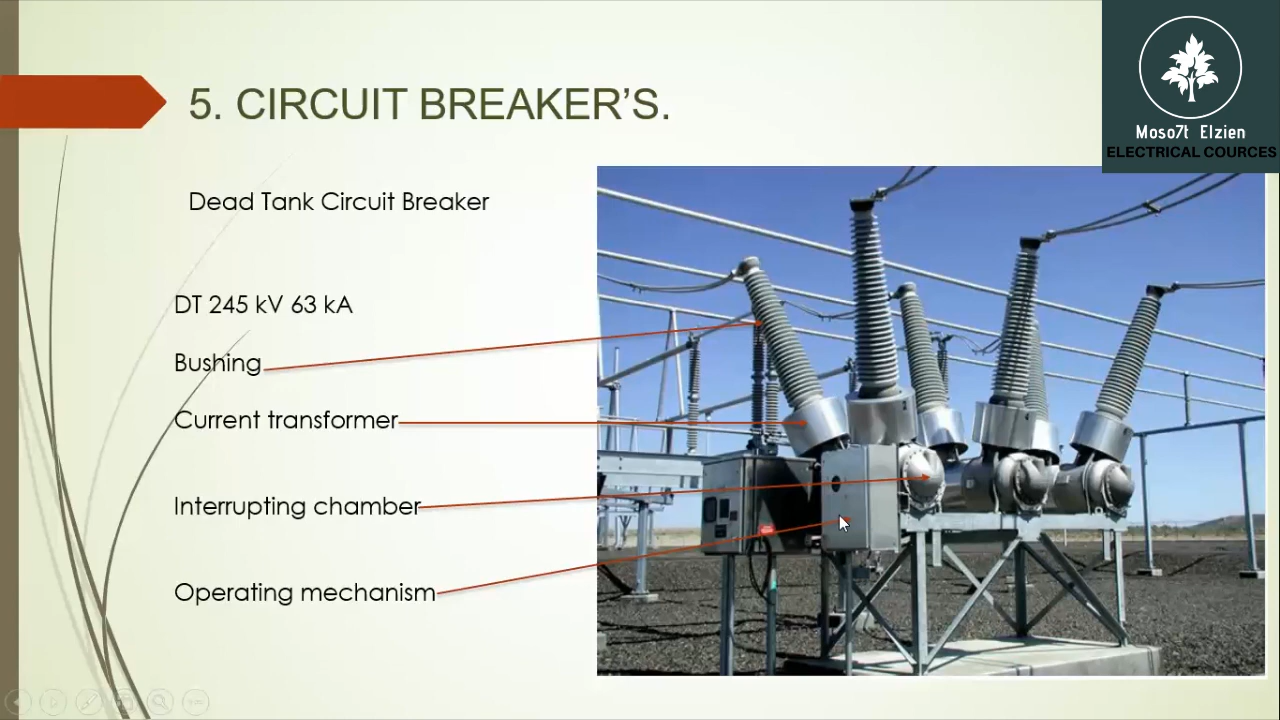 5. CIRCUIT BREAKER’S.
Moso7t Elzien
ELECTRICAL COURCES
Dead Tank Circuit Breaker
DT 245 kV 63 kA
Bushing
Current transformer
Interrupting chamber
Operating mechanism